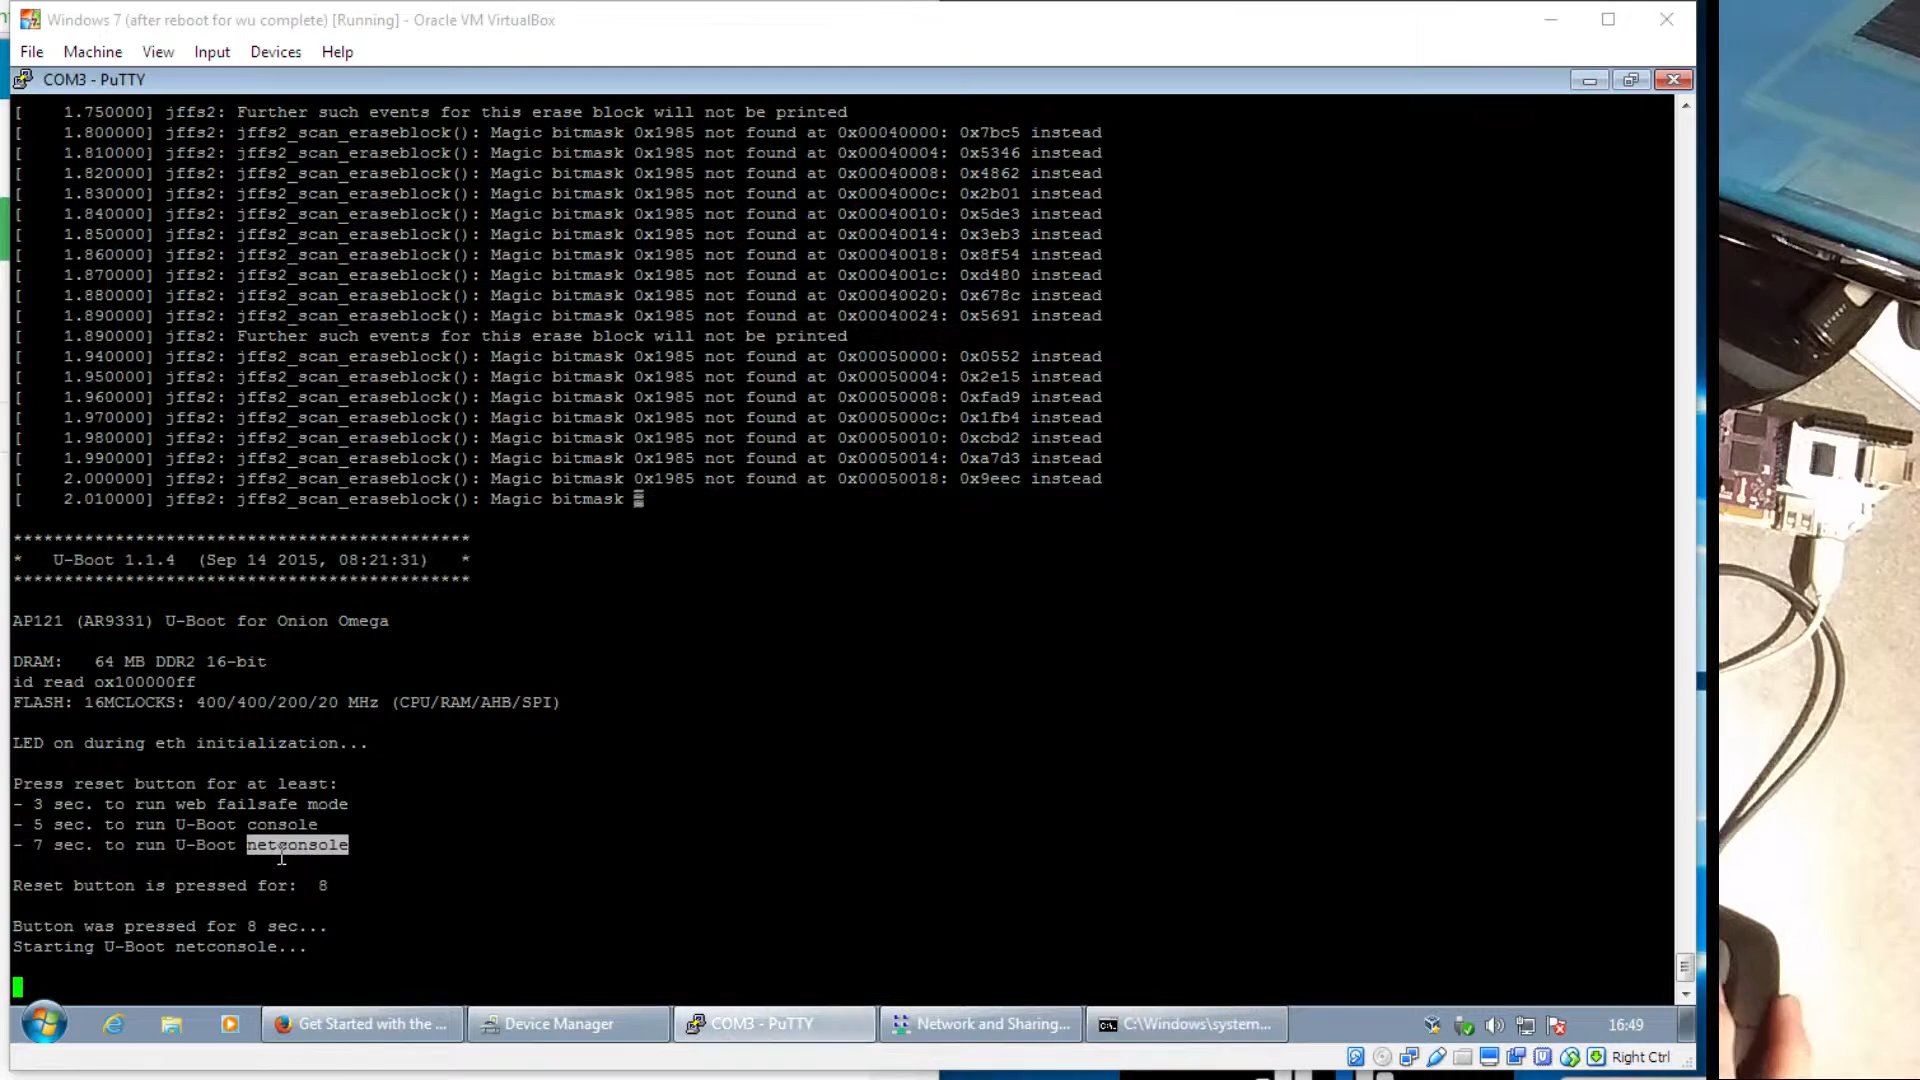 Windows 7 (after reboot for wu complete) [Running] - Oracle VM VirtualBox
File Machine View Input Devices Help
COM3 - PuTTY
[    1.750000] jffs2: Further such events for this erase block will not be printed
[    1.800000] jffs2: jffs2_scan_eraseblock(): Magic bitmask 0x1985 not found at 0x00040000: 0x7bc5 instead
[    1.810000] jffs2: jffs2_scan_eraseblock(): Magic bitmask 0x1985 not found at 0x00040004: 0x5346 instead
[    1.820000] jffs2: jffs2_scan_eraseblock(): Magic bitmask 0x1985 not found at 0x00040008: 0x4862 instead
[    1.830000] jffs2: jffs2_scan_eraseblock(): Magic bitmask 0x1985 not found at 0x0004000c: 0x2b01 instead
[    1.840000] jffs2: jffs2_scan_eraseblock(): Magic bitmask 0x1985 not found at 0x00040010: 0x5de3 instead
[    1.850000] jffs2: jffs2_scan_eraseblock(): Magic bitmask 0x1985 not found at 0x00040014: 0x3eb3 instead
[    1.860000] jffs2: jffs2_scan_eraseblock(): Magic bitmask 0x1985 not found at 0x00040018: 0x8f54 instead
[    1.870000] jffs2: jffs2_scan_eraseblock(): Magic bitmask 0x1985 not found at 0x0004001c: 0xd480 instead
[    1.880000] jffs2: jffs2_scan_eraseblock(): Magic bitmask 0x1985 not found at 0x00040020: 0x678c instead
[    1.890000] jffs2: jffs2_scan_eraseblock(): Magic bitmask 0x1985 not found at 0x00040024: 0x5691 instead
[    1.890000] jffs2: Further such events for this erase block will not be printed
[    1.940000] jffs2: jffs2_scan_eraseblock(): Magic bitmask 0x1985 not found at 0x00050000: 0x0552 instead
[    1.950000] jffs2: jffs2_scan_eraseblock(): Magic bitmask 0x1985 not found at 0x00050004: 0x2e15 instead
[    1.960000] jffs2: jffs2_scan_eraseblock(): Magic bitmask 0x1985 not found at 0x00050008: 0xfad9 instead
[    1.970000] jffs2: jffs2_scan_eraseblock(): Magic bitmask 0x1985 not found at 0x0005000c: 0x1fb4 instead
[    1.980000] jffs2: jffs2_scan_eraseblock(): Magic bitmask 0x1985 not found at 0x00050010: 0xcbd2 instead
[    1.990000] jffs2: jffs2_scan_eraseblock(): Magic bitmask 0x1985 not found at 0x00050014: 0xa7d3 instead
[    2.000000] jffs2: jffs2_scan_eraseblock(): Magic bitmask 0x1985 not found at 0x00050018: 0x9eec instead
[    2.010000] jffs2: jffs2_scan_eraseblock(): Magic bitmask
*********************************************
*   U-Boot 1.1.4  (Sep 14 2015, 08:21:31)   *
*********************************************
AP121 (AR9331) U-Boot for Onion Omega
DRAM:   64 MB DDR2 16-bit
id read ox100000ff
FLASH: 16MCLOCKS: 400/400/200/20 MHz (CPU/RAM/AHB/SPI)
LED on during eth initialization...
Press reset button for at least:
- 3 sec. to run web failsafe mode
- 5 sec. to run U-Boot console
- 7 sec. to run U-Boot netconsole
Reset button is pressed for:  8
Button was pressed for 8 sec...
Starting U-Boot netconsole...
Get Started with the ... Device Manager COM3 - PuTTY Network and Sharing... C:\Windows\system... 16:49
Right Ctrl